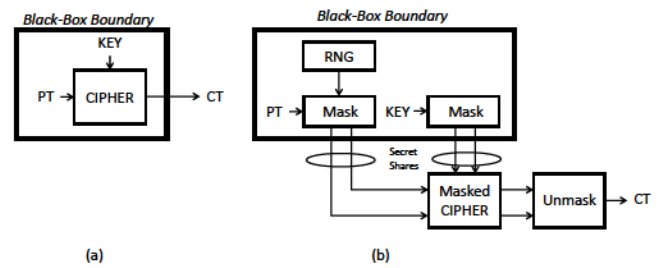 Black-Box Boundary
KEY
PT
CIPHER
CT
(a)
Black-Box Boundary
RNG
PT
Mask
KEY
Mask
Secret
Shares
Masked
CIPHER
Unmask
CT
(b)